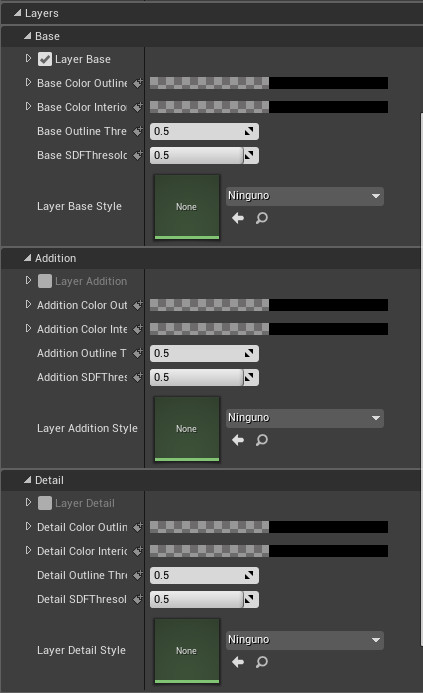 Layers
Base
Layer Base
Base Color Outline
Base Color Interio
Base Outline Thre
0.5
Base SDFThresolc
0.5
Layer Base Style
None
Ninguno
Addition
Layer Addition
Addition Color Out
Addition Color Inte
Addition Outline T
0.5
Addition SDFThres
0.5
Layer Addition Style
None
Ninguno
Detail
Layer Detail
Detail Color Outlin
Detail Color Interio
Detail Outline Thre
0.5
Detail SDFThresol
0.5
Layer Detail Style
None
Ninguno